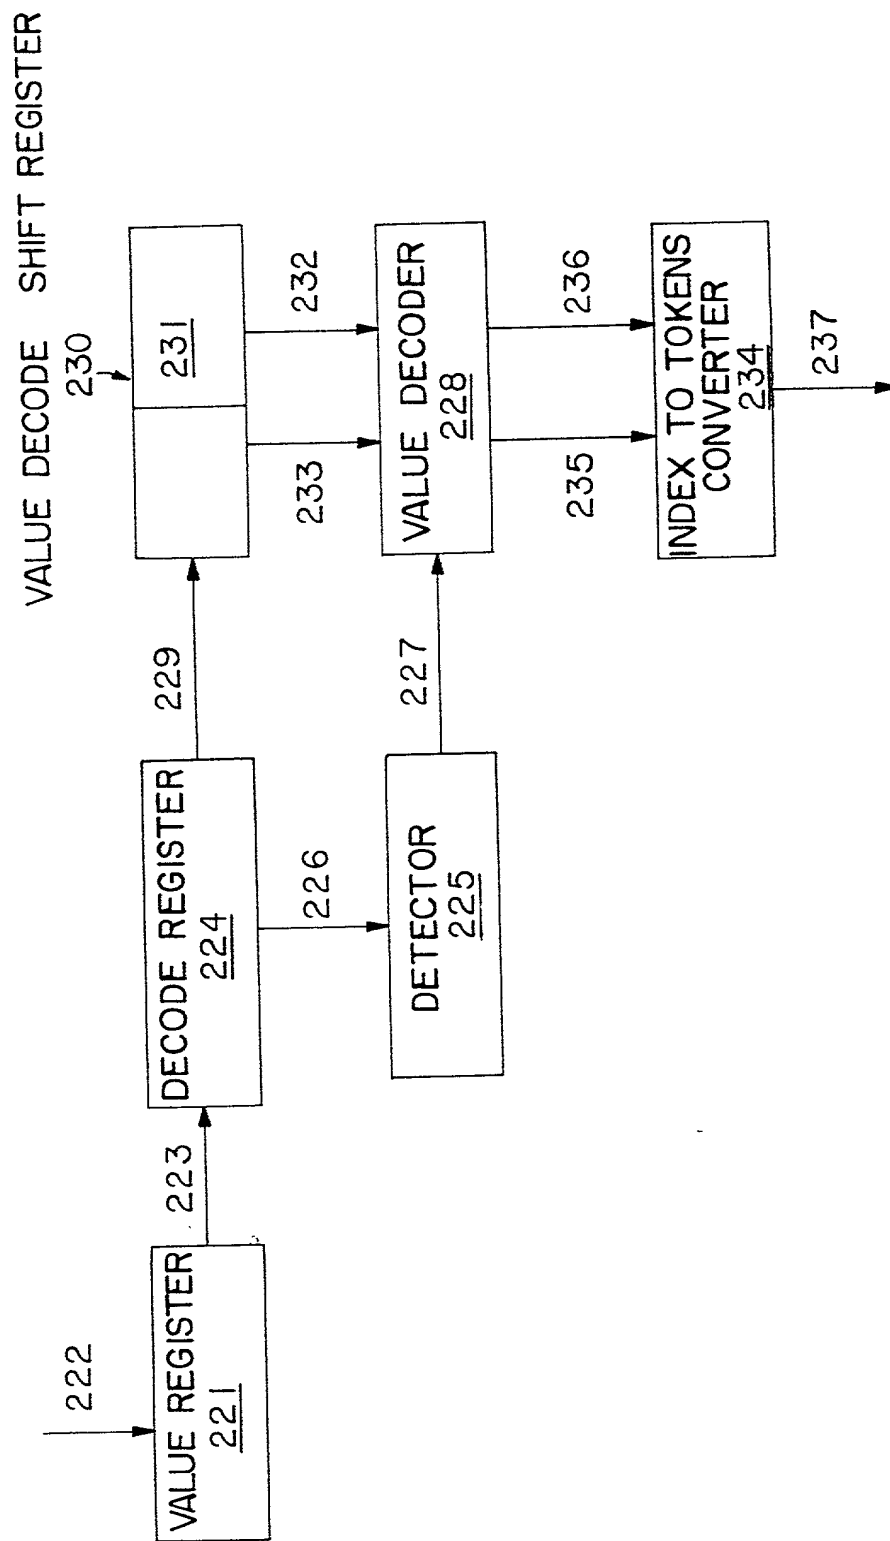 VALUE DECODE SHIFT REGISTER
230
222
VALUE REGISTER
221
223
DECODE REGISTER
224
229
231
226
233
232
DETECTOR
225
227
VALUE DECODER
228
235
236
INDEX TO TOKENS
CONVERTER
234
237